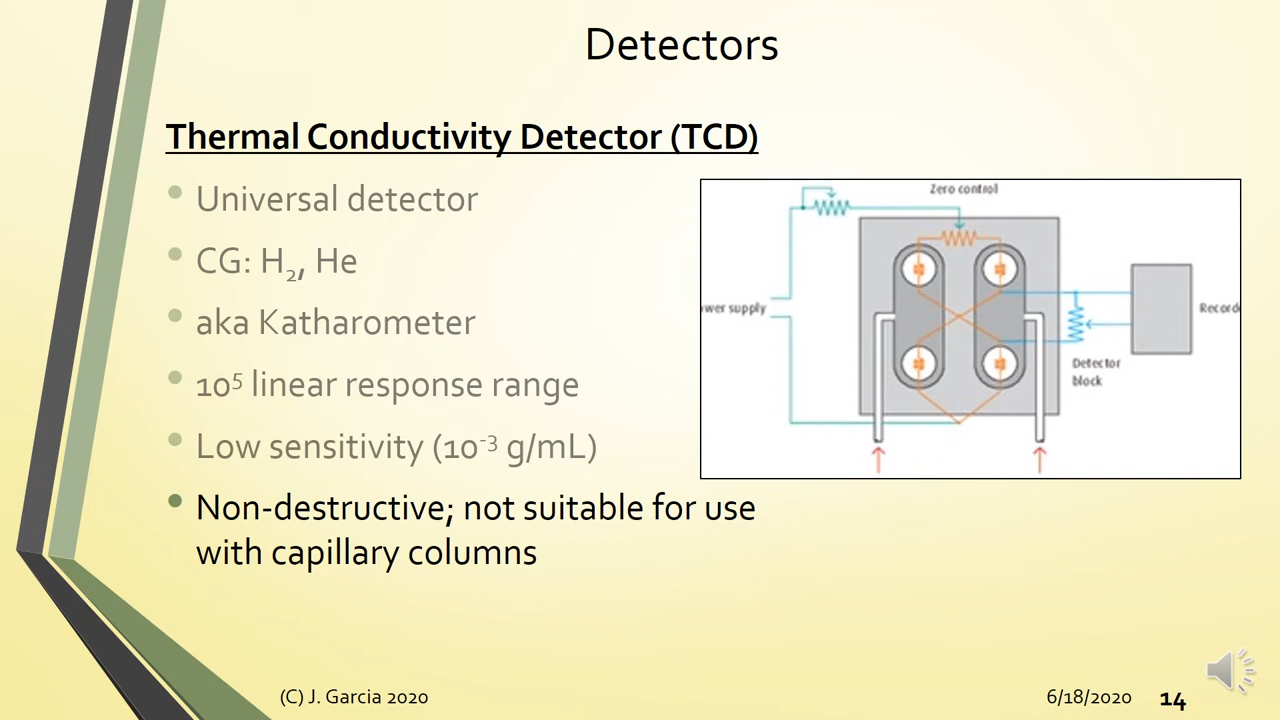 Detectors
Thermal Conductivity Detector (TCD)
• Universal detector
• CG: H₂, He
• aka Katharometer
• 10⁵ linear response range
• Low sensitivity (10⁻³ g/mL)
• Non-destructive; not suitable for use
with capillary columns
Zero control
ower supply
Record
Detector
block
(C) J. Garcia 2020
6/18/2020
14